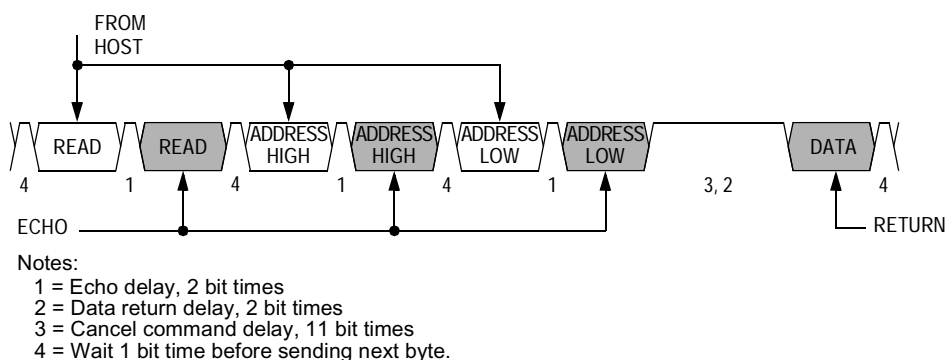 FROM
HOST
READ
READ
ADDRESS
HIGH
ADDRESS
HIGH
ADDRESS
LOW
ADDRESS
LOW
DATA
4
1
4
1
4
1
3, 2
4
ECHO
RETURN
Notes:
1 = Echo delay, 2 bit times
2 = Data return delay, 2 bit times
3 = Cancel command delay, 11 bit times
4 = Wait 1 bit time before sending next byte.